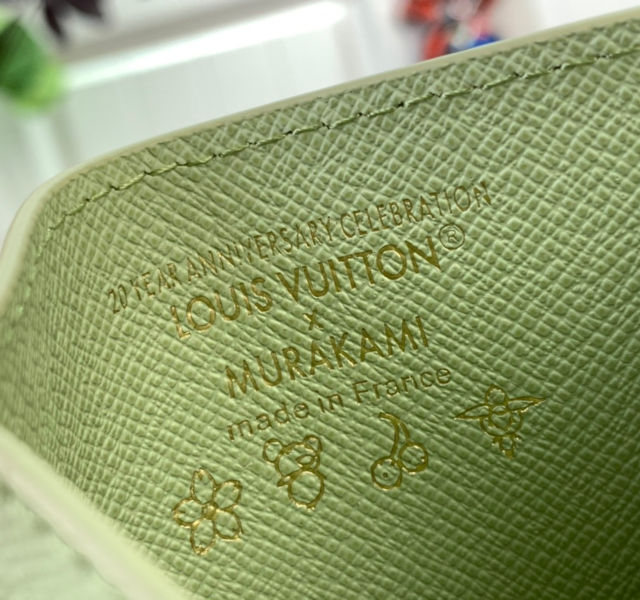 20 YEAR ANNIVERSARY CELEBRATION
LOUIS VUITTON®
x
MURAKAMI
made in France